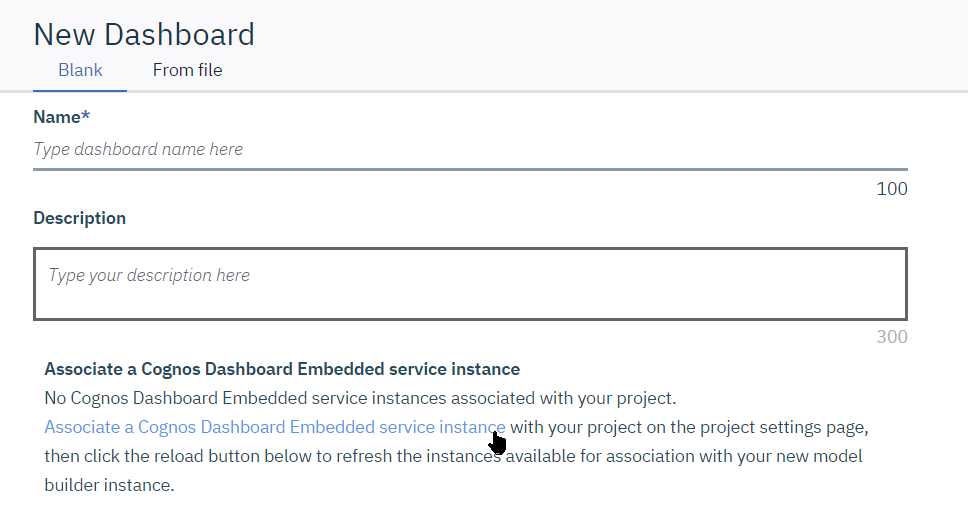 New Dashboard
Blank From file
Name*
Type dashboard name here
100
Description
Type your description here
300
Associate a Cognos Dashboard Embedded service instance
No Cognos Dashboard Embedded service instances associated with your project.
Associate a Cognos Dashboard Embedded service instance with your project on the project settings page,
then click the reload button below to refresh the instances available for association with your new model
builder instance.